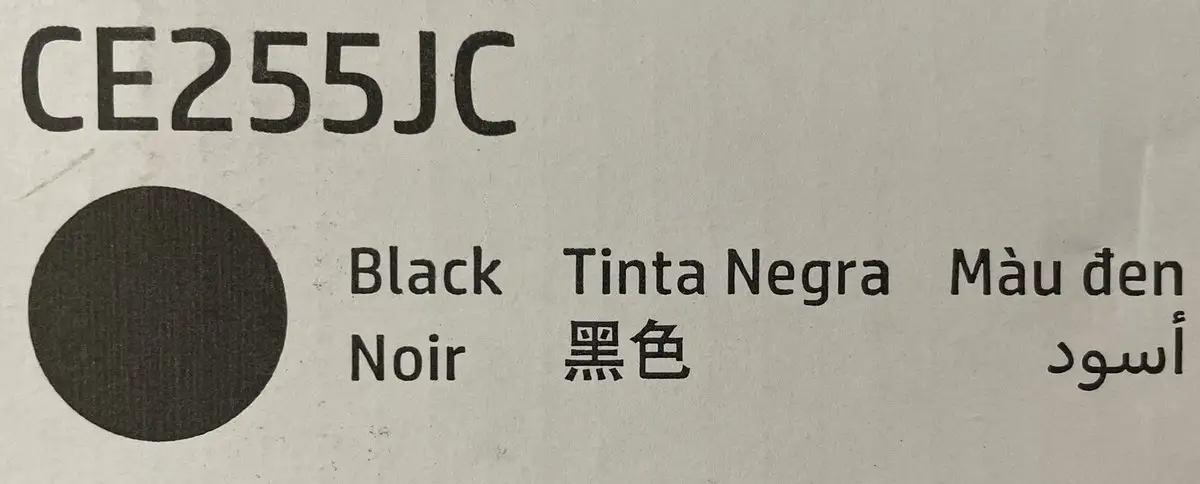 CE255JC
Black Tinta Negra Màu đen
Noir 黑色 أسود